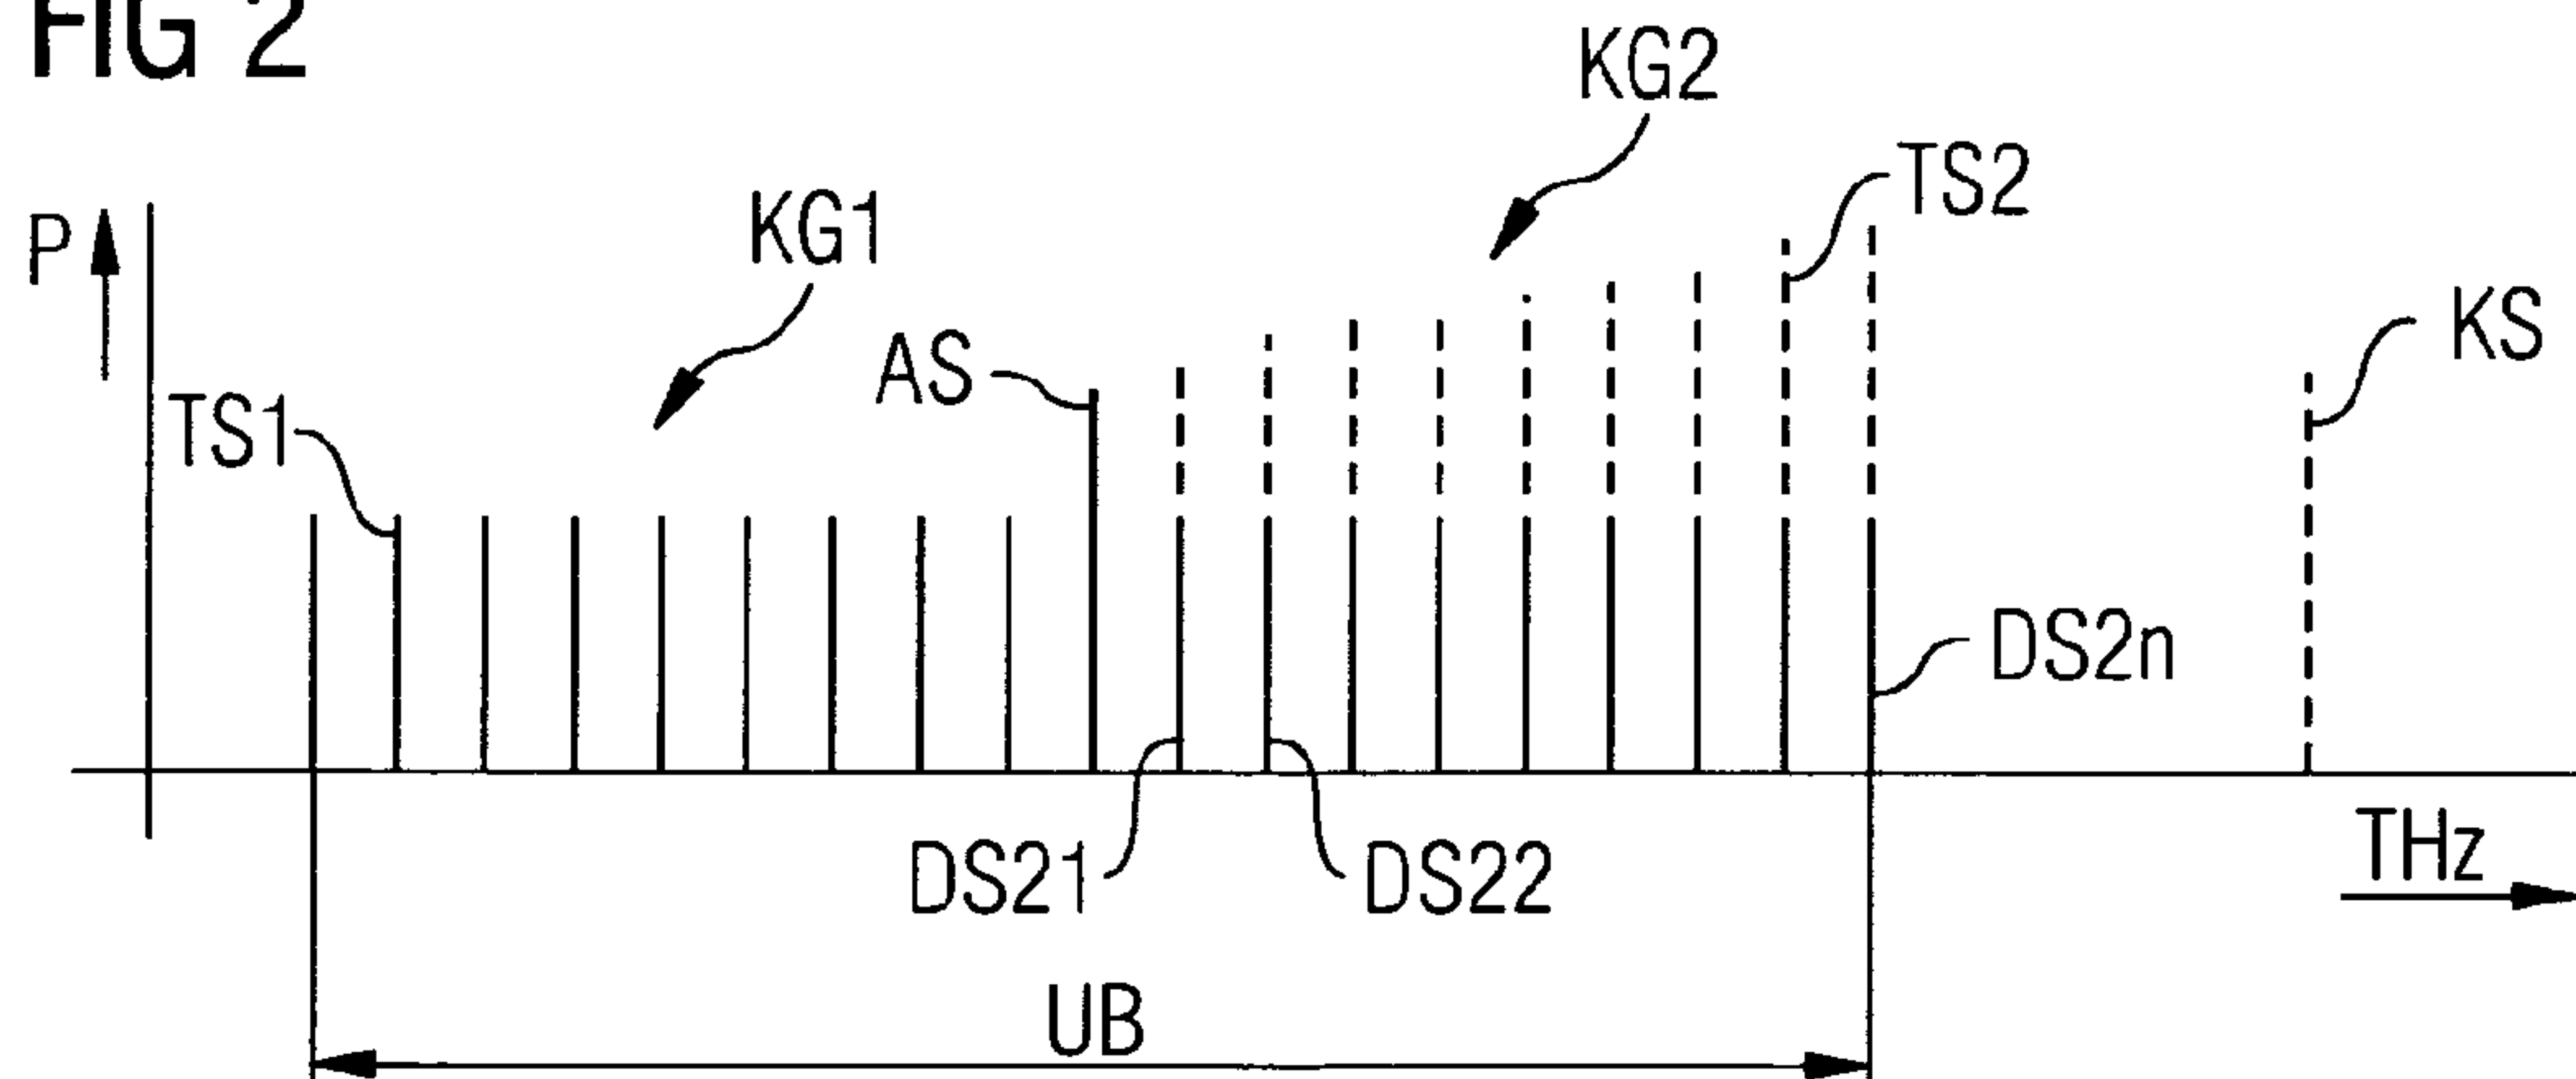 FIG 2
KG2
TS2
KG1
P
KS
AS
TS1
DS2n
THz
DS21
DS22
UB